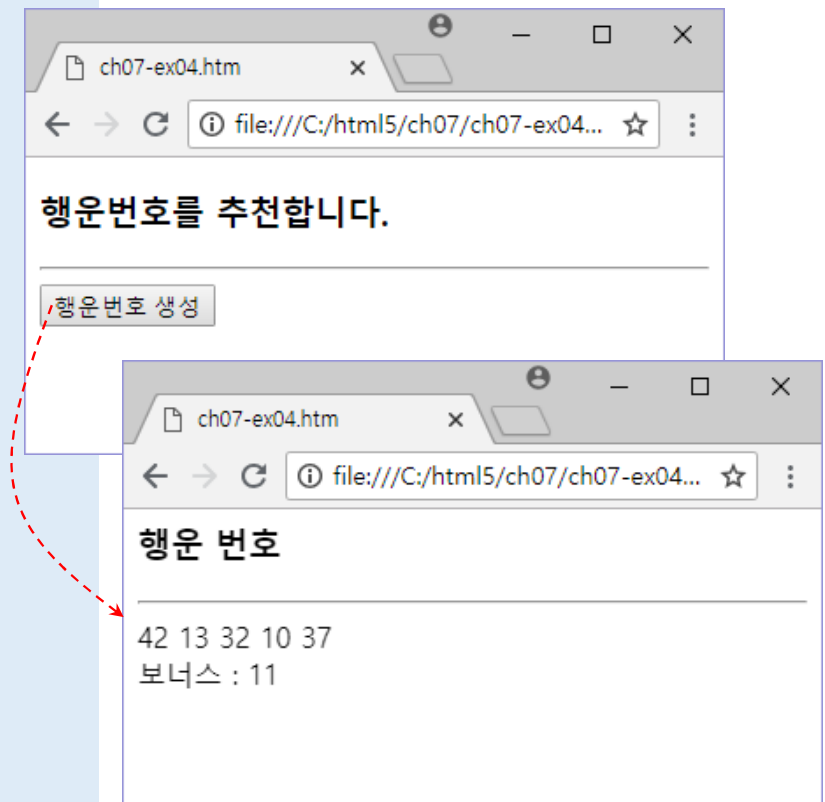 ch07-ex04.htm
file:///C:/html5/ch07/ch07-ex04...
행운번호를 추천합니다.
행운번호 생성
ch07-ex04.htm
file:///C:/html5/ch07/ch07-ex04...
행운 번호
42 13 32 10 37
보너스 : 11